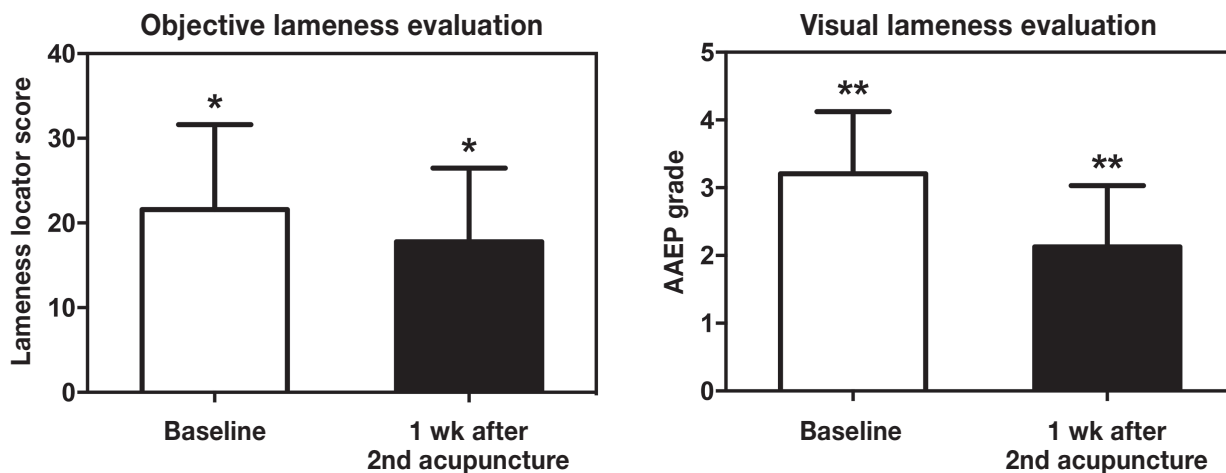 Objective lameness evaluation
Lameness locator score
40
30
20
10
0
*
*
Baseline
1 wk after
2nd acupuncture
Visual lameness evaluation
AAEP grade
5
4
3
2
1
0
**
**
Baseline
1 wk after
2nd acupuncture